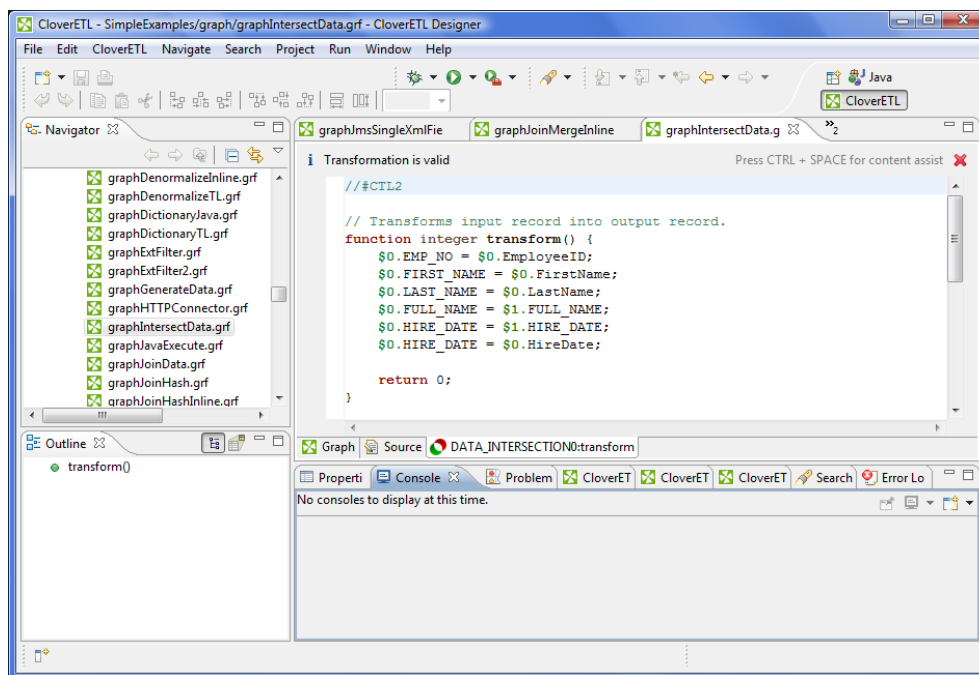 CloverETL - SimpleExamples/graph/graphIntersectData.grf - CloverETL Designer
File Edit CloverETL Navigate Search Project Run Window Help
Java
CloverETL
Navigator
graphDenormalizeInline.grf
graphDenormalizeTL.grf
graphDictionaryJava.grf
graphDictionaryTL.grf
graphExtFilter.grf
graphExtFilter2.grf
graphGenerateData.grf
graphHTTPConnector.grf
graphIntersectData.grf
graphJavaExecute.grf
graphJoinData.grf
graphJoinHash.grf
graphJoinHashInline.grf
Outline
transform()
graphJmsSingleXmlFie graphJoinMergeInline graphIntersectData.g »2
i Transformation is valid Press CTRL + SPACE for content assist
//#CTL2
// Transforms input record into output record.
function integer transform() {
$0.EMP_NO = $0.EmployeeID;
$0.FIRST_NAME = $0.FirstName;
$0.LAST_NAME = $0.LastName;
$0.FULL_NAME = $1.FULL_NAME;
$0.HIRE_DATE = $1.HIRE_DATE;
$0.HIRE_DATE = $0.HireDate;
return 0;
}
Graph Source DATA_INTERSECTION0:transform
Properti Console Problem CloverET CloverET CloverET Search Error Lo
No consoles to display at this time.